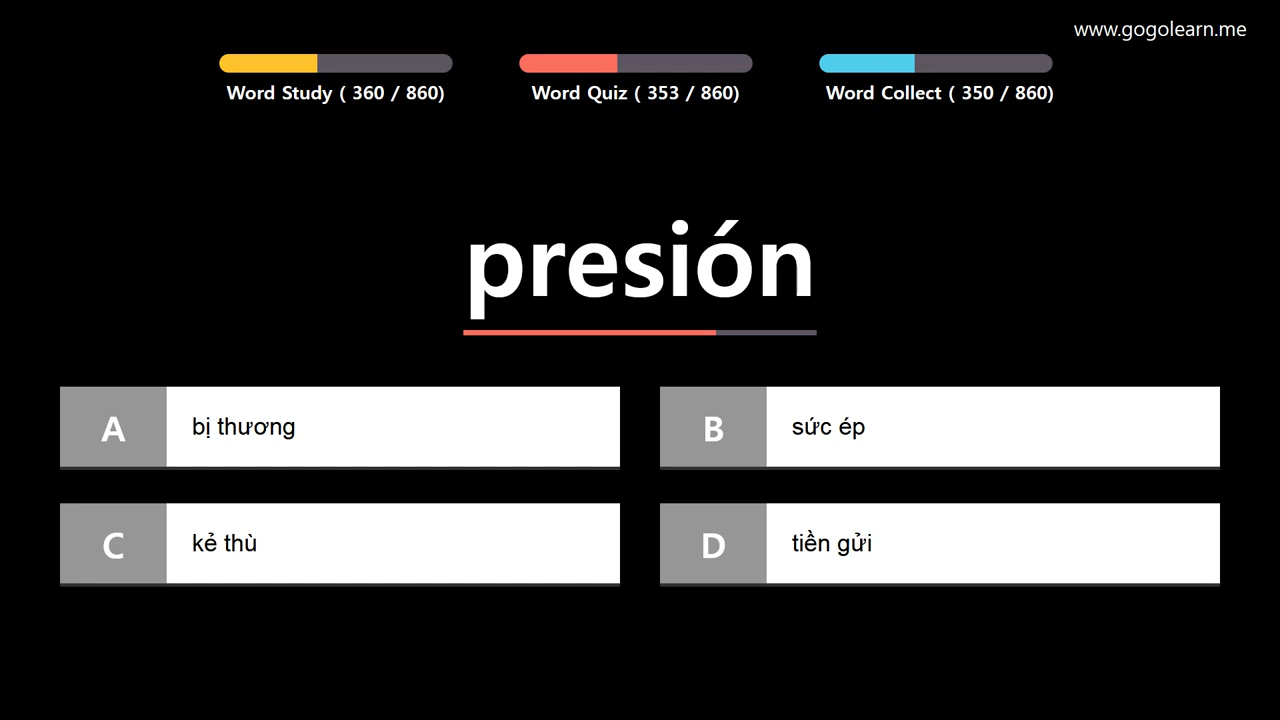 www.gogolearn.me
Word Study ( 360 / 860)
Word Quiz ( 353 / 860)
Word Collect ( 350 / 860)
presión
A bị thương
B sức ép
C kẻ thù
D tiền gửi